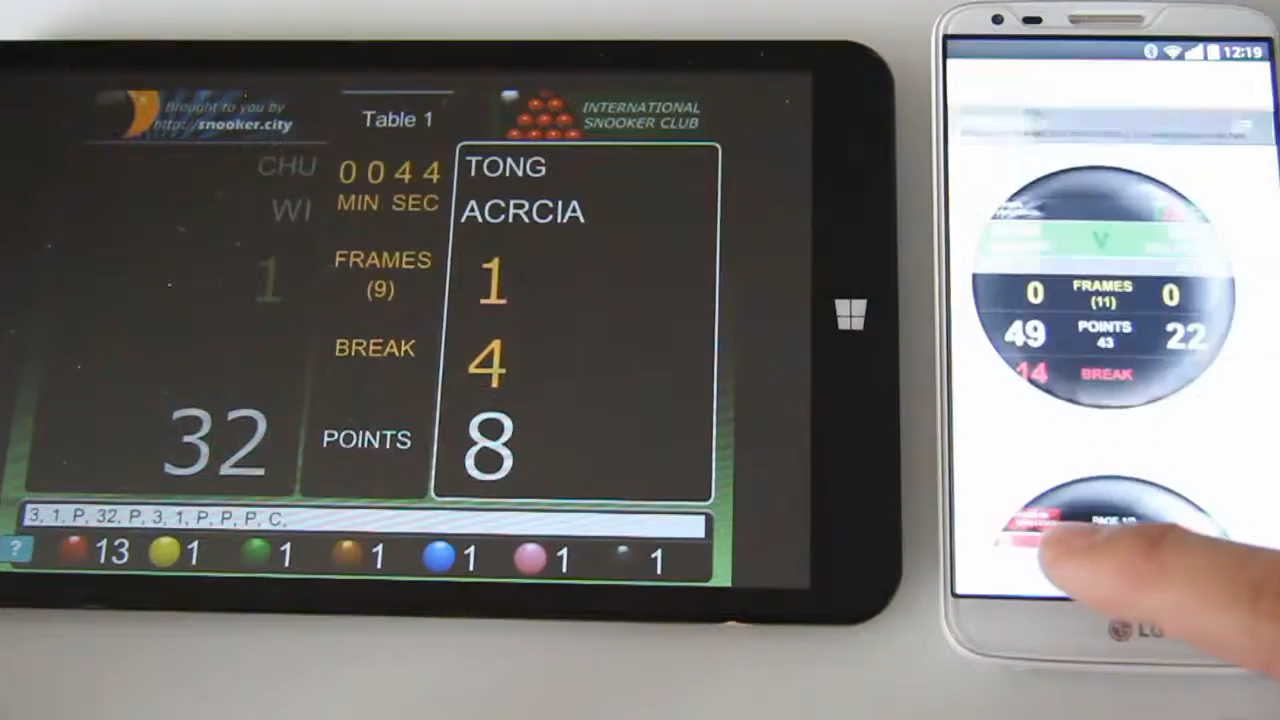 Brought to you by
http://snooker.city
Table 1
INTERNATIONAL
SNOOKER CLUB
CHU
WI
0 0 4 4
MIN SEC
TONG
ACRCIA
1
FRAMES
(9)
1
BREAK
4
32
POINTS
8
3, 1, P, 32, P, 3, 1, P, P, P, C,
?
13
1
1
1
1
1
1
12:19
V
0
FRAMES
(11)
0
49
POINTS
43
22
14
BREAK
LG